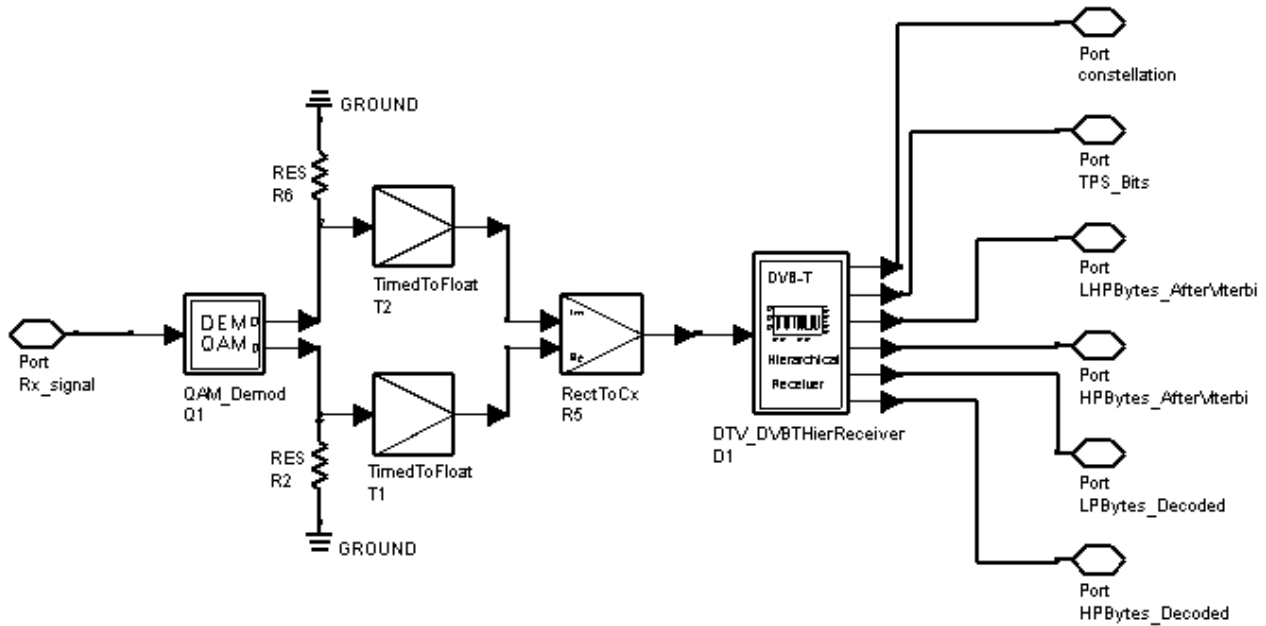 Port
constellation
GROUND
Port
TPS_Bits
RES
R6
TimedToFloat
T2
Port
LHPBytes_AfterViterbi
DVB-T
Hierarchical
Receiver
DTV_DVBTHierReceiver
D1
Port
Rx_signal
DEM
QAM
QAM_Demod
Q1
Im
Re
RectToCx
R5
Port
HPBytes_AfterViterbi
RES
R2
TimedToFloat
T1
GROUND
Port
LPBytes_Decoded
Port
HPBytes_Decoded